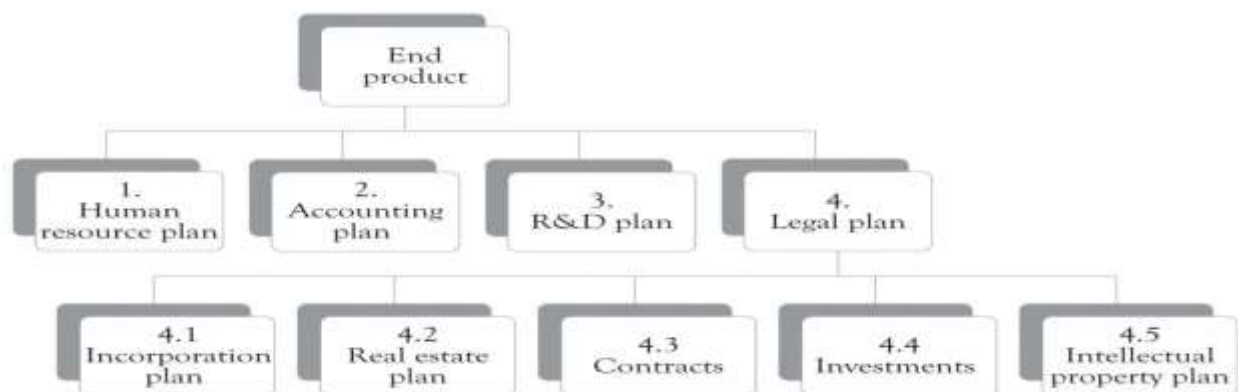 End
product
1.
Human
resource plan
2.
Accounting
plan
3.
R&D plan
4.
Legal plan
4.1
Incorporation
plan
4.2
Real estate
plan
4.3
Contracts
4.4
Investments
4.5
Intellectual
property plan